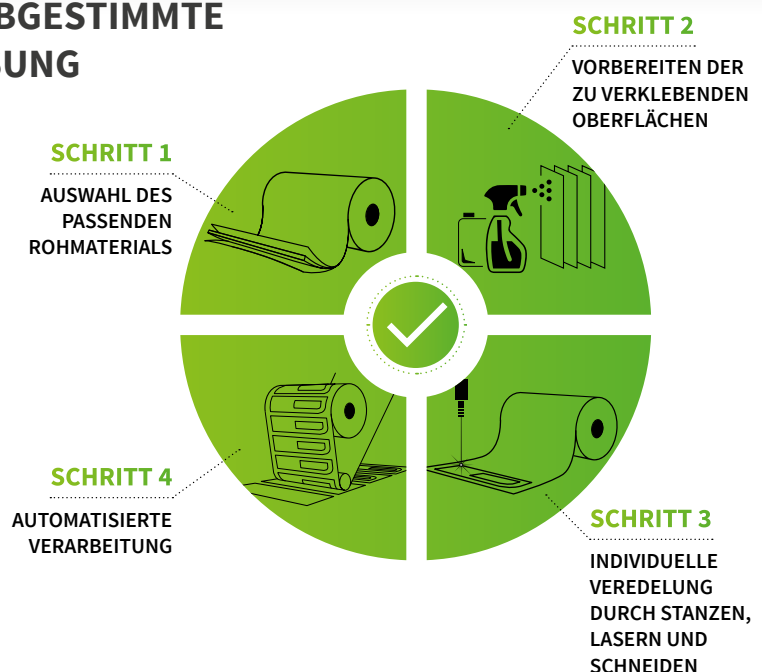 BGESTIMMTE
UNG
SCHRITT 1
AUSWAHL DES
PASSENDEN
ROHMATERIALS
SCHRITT 2
VORBEREITEN DER
ZU VERKLEBENDEN
OBERFLÄCHEN
SCHRITT 3
INDIVIDUELLE
VEREDELUNG
DURCH STANZEN,
LASERN UND
SCHNEIDEN
SCHRITT 4
AUTOMATISIERTE
VERARBEITUNG